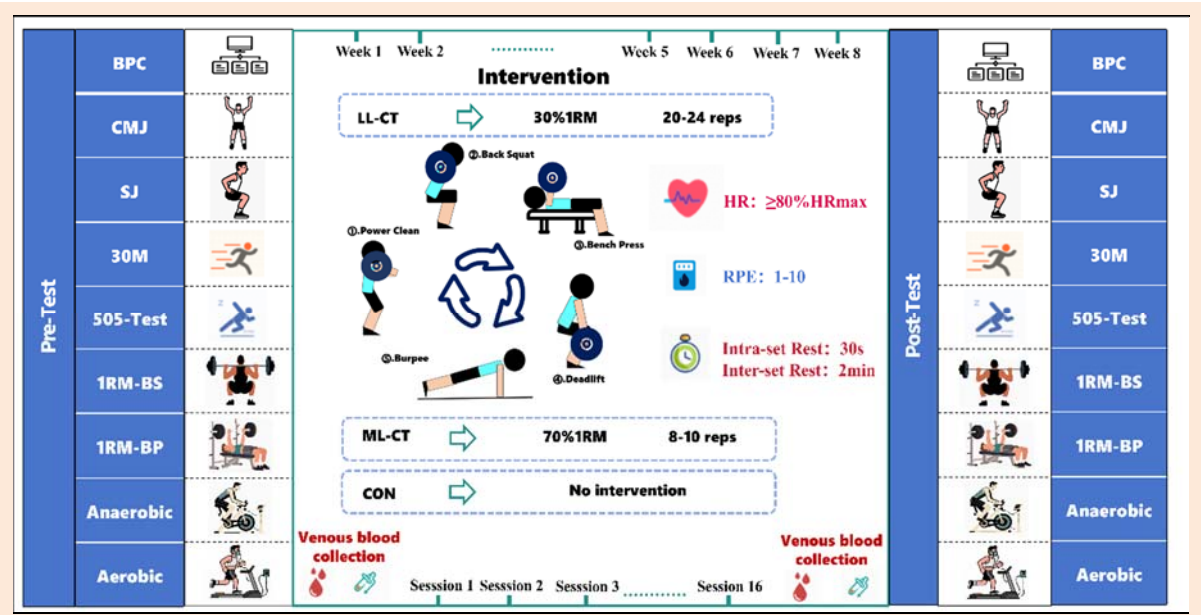 Pre-Test
BPC
CMJ
SJ
30M
505-Test
1RM-BS
1RM-BP
Anaerobic
Aerobic
Week 1 Week 2 ............ Week 5 Week 6 Week 7 Week 8
Intervention
LL-CT 30%1RM 20-24 reps
②.Back Squat
①.Power Clean
③.Bench Press
⑤.Burpee
④.Deadlift
HR: ≥80%HRmax
RPE: 1-10
Intra-set Rest: 30s
Inter-set Rest: 2min
ML-CT 70%1RM 8-10 reps
CON No intervention
Venous blood
collection
Sesssion 1 Sesssion 2 Sesssion 3 ............ Session 16
Venous blood
collection
Post-Test
BPC
CMJ
SJ
30M
505-Test
1RM-BS
1RM-BP
Anaerobic
Aerobic